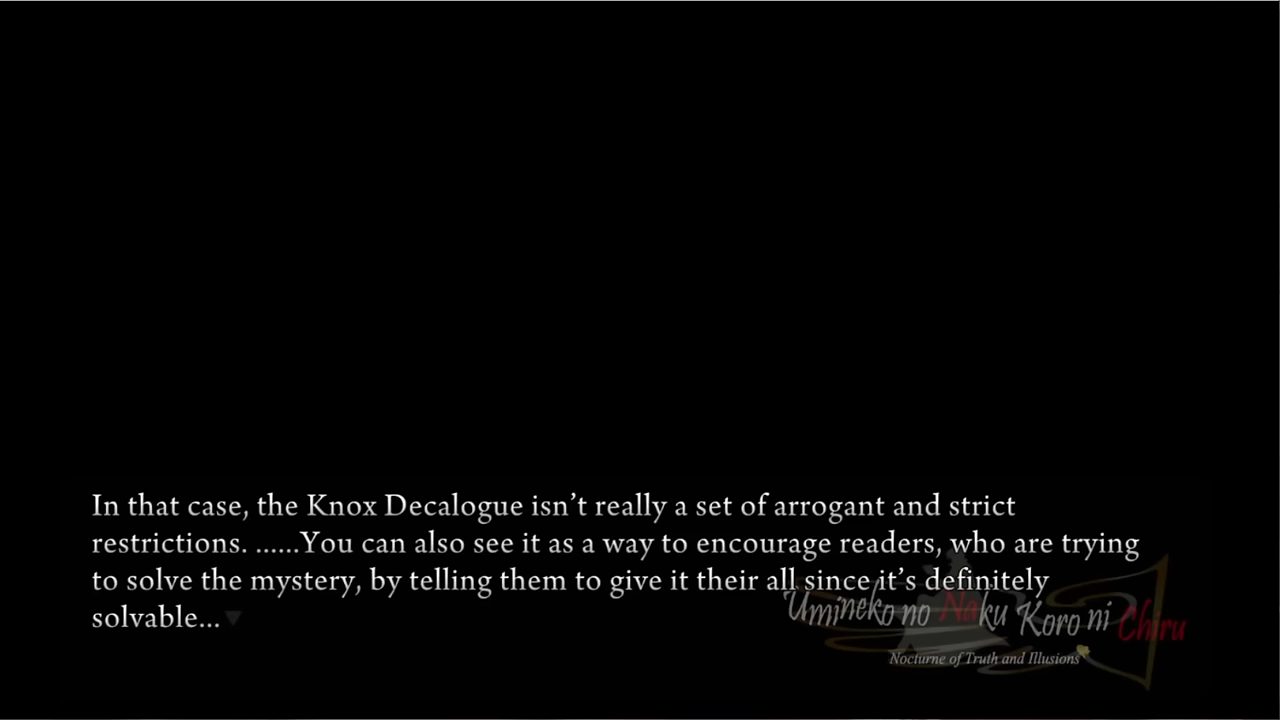 In that case, the Knox Decalogue isn’t really a set of arrogant and strict
restrictions. ......You can also see it as a way to encourage readers, who are trying
to solve the mystery, by telling them to give it their all since it’s definitely
solvable...
Umineko no Naku Koro ni Chiru
Nocturne of Truth and Illusions